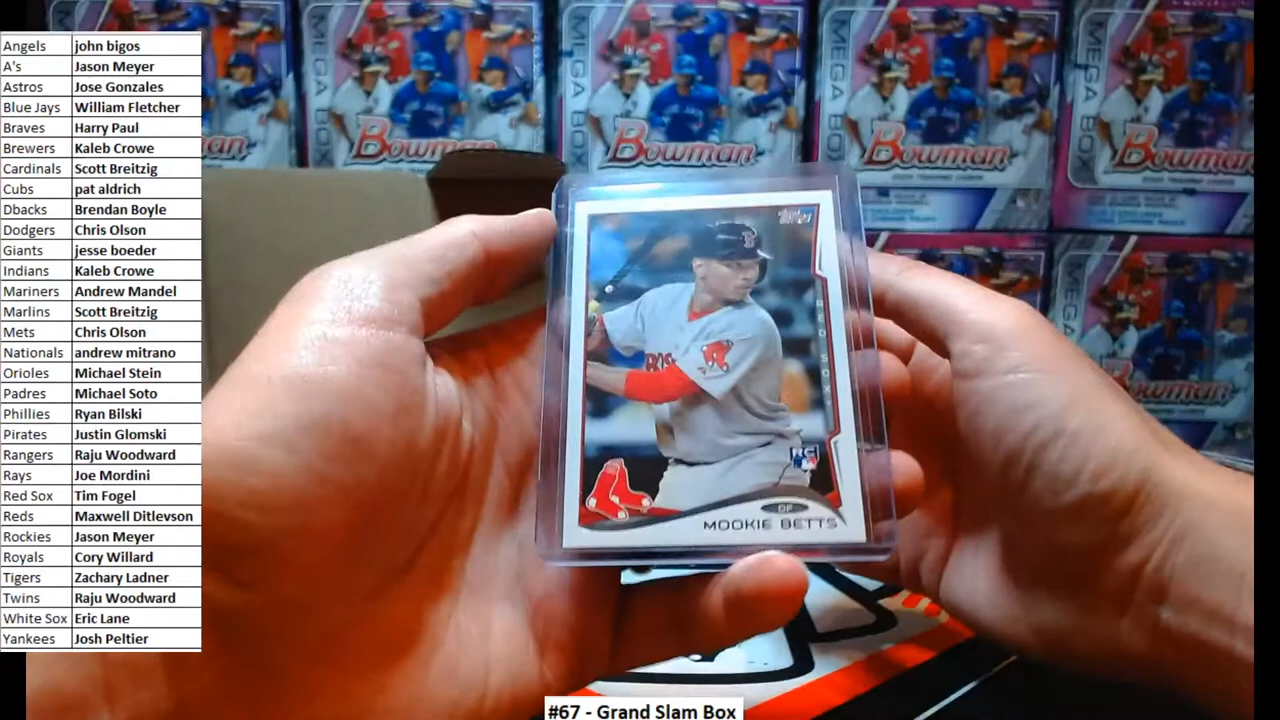 Angels john bigos
A's Jason Meyer
Astros Jose Gonzales
Blue Jays William Fletcher
Braves Harry Paul
Brewers Kaleb Crowe
Cardinals Scott Breitzig
Cubs pat aldrich
Dbacks Brendan Boyle
Dodgers Chris Olson
Giants jesse boeder
Indians Kaleb Crowe
Mariners Andrew Mandel
Marlins Scott Breitzig
Mets Chris Olson
Nationals andrew mitrano
Orioles Michael Stein
Padres Michael Soto
Phillies Ryan Bilski
Pirates Justin Glomski
Rangers Raju Woodward
Rays Joe Mordini
Red Sox Tim Fogel
Reds Maxwell Ditlevson
Rockies Jason Meyer
Royals Cory Willard
Tigers Zachary Ladner
Twins Raju Woodward
White Sox Eric Lane
Yankees Josh Peltier
MEGA BOX
Bowman
MEGA BOX
Bowman
MEGA BOX
Bowman
MEGA BOX
Bowman
Bowman
Topps
RED SOX
B
RC
OF
MOOKIE BETTS
#67 - Grand Slam Box